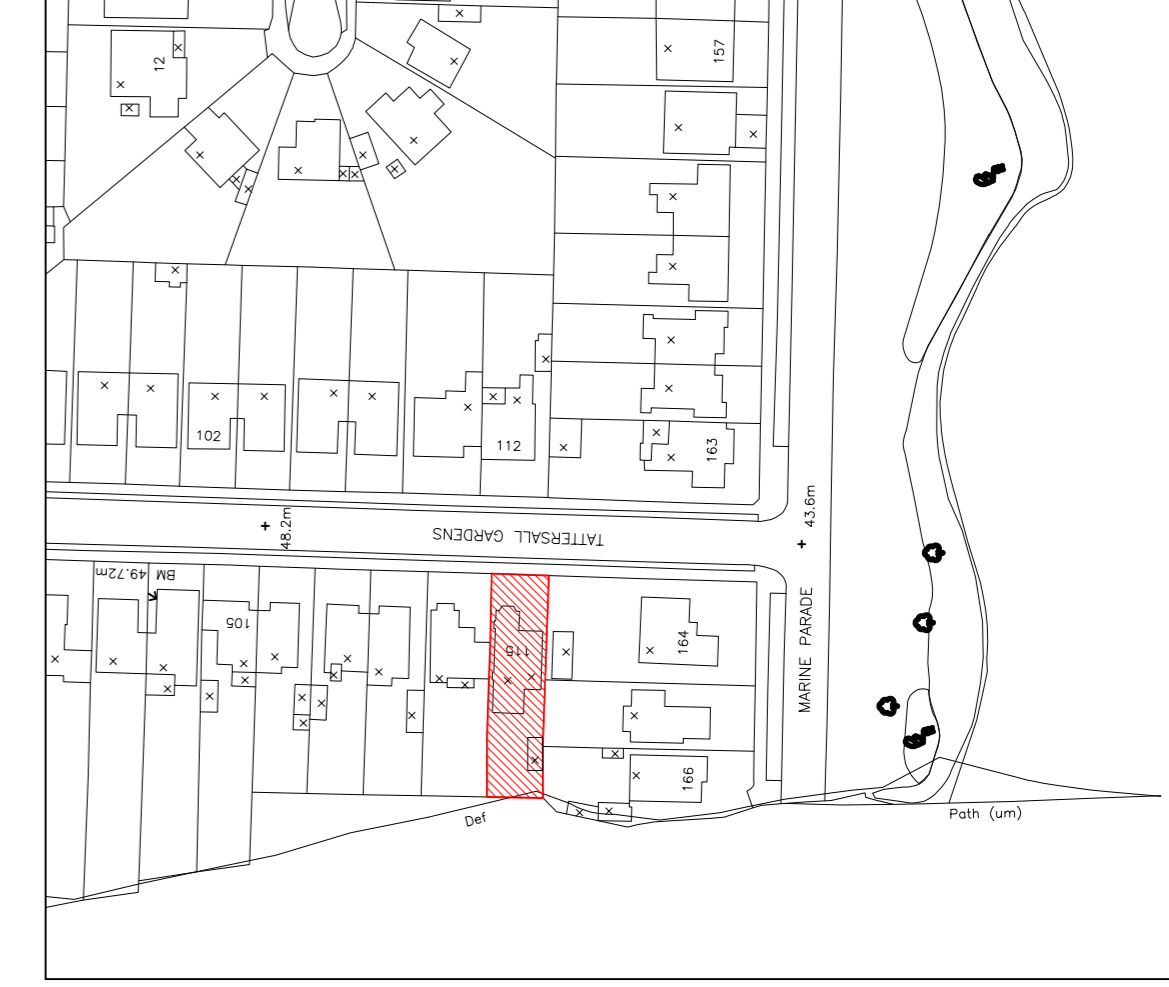 12
157
102
112
163
48.2m
43.6m
TATTERSALL GARDENS
BM 49.72m
105
115
164
MARINE PARADE
166
Def
Path (um)